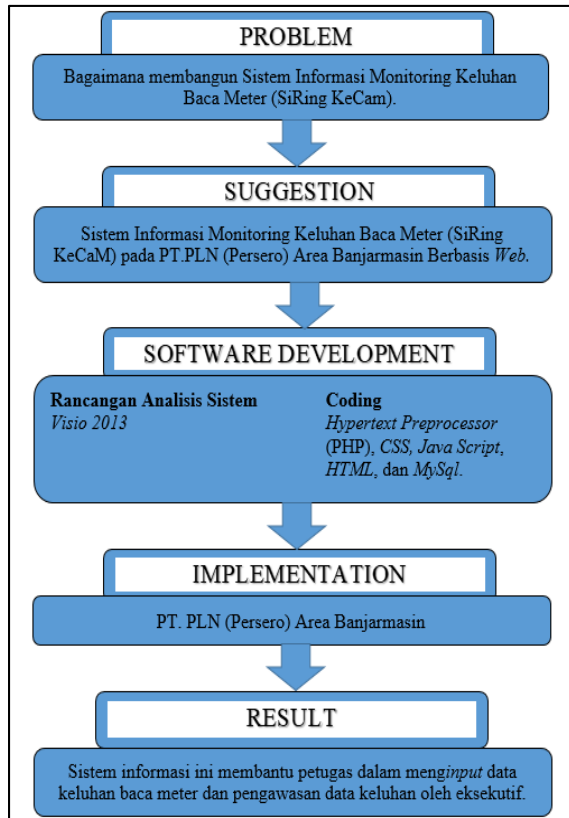 PROBLEM
Bagaimana membangun Sistem Informasi Monitoring Keluhan
Baca Meter (SiRing KeCam).
SUGGESTION
Sistem Informasi Monitoring Keluhan Baca Meter (SiRing
KeCaM) pada PT.PLN (Persero) Area Banjarmasin Berbasis Web.
SOFTWARE DEVELOPMENT
Rancangan Analisis Sistem
Visio 2013
Coding
Hypertext Preprocessor
(PHP), CSS, Java Script,
HTML, dan MySql.
IMPLEMENTATION
PT. PLN (Persero) Area Banjarmasin
RESULT
Sistem informasi ini membantu petugas dalam menginput data
keluhan baca meter dan pengawasan data keluhan oleh eksekutif.